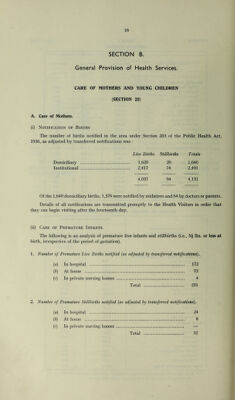 18
SECTION B.
General Provision of Health Services.
CARE OF MOTHERS AND YOUNG CHILDREN
(SECTION 22)
A. Care of Mothers.
(i) NOTIFICATION OF BIRTHS
The number of births notified in the area under Section 203 of the Public Health Act,
1936, as adjusted by transferred notifications was :
Live Births Stillbirths Totals
Domiciliary 1,620 20 1,640
Institutional 2,417 74 2,491
4,037 94 4,131
Of the 1,640 domiciliary births, 1,576 were notified by midwives and 64 by doctors or parents.
Details of all notifications are transmitted promptly to the Health Visitors in order that
they can begin visiting after the fourteenth day.
(ii) CARE OF PREMATURE INFANTS
The following is an analysis of premature live infants and stillbirths (i.e., 5½ lbs. or less at
birth, irrespective of the period of gestation).
1. Number of Premature Live Births notified (as adjusted by transferred notifications).
(a) In hospital 172
(b) At home 75
(c) In private nursing homes 4
Total 251
2. Number of Premature Stillbirths notified (as adjusted by transferred notifications).
(a) In hospital
(b) At home 8
(c) In private nursing homes —
Total